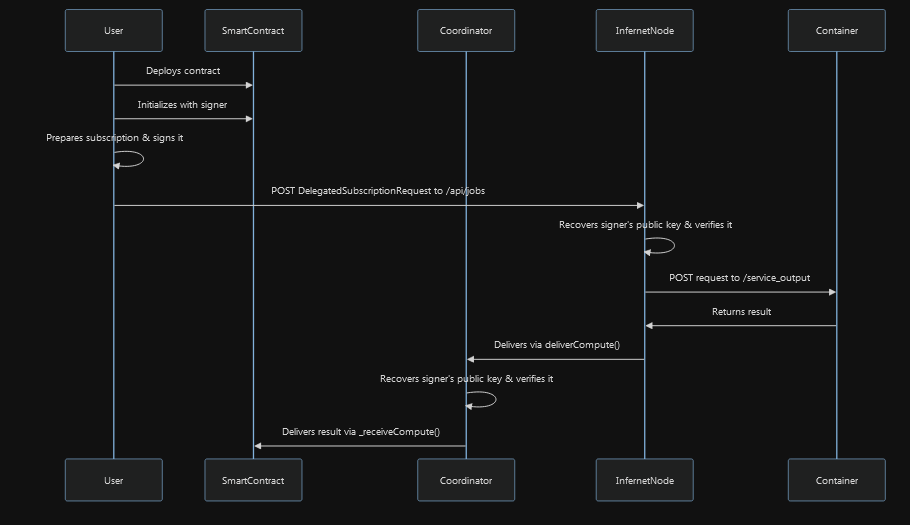 User
SmartContract
Coordinator
InfernetNode
Container
Deploys contract
Initializes with signer
Prepares subscription & signs it
POST DelegatedSubscriptionRequest to /api/jobs
Recovers signer's public key & verifies it
POST request to /service_output
Returns result
Delivers via deliverCompute()
Recovers signer's public key & verifies it
Delivers result via _receiveCompute()
User
SmartContract
Coordinator
InfernetNode
Container